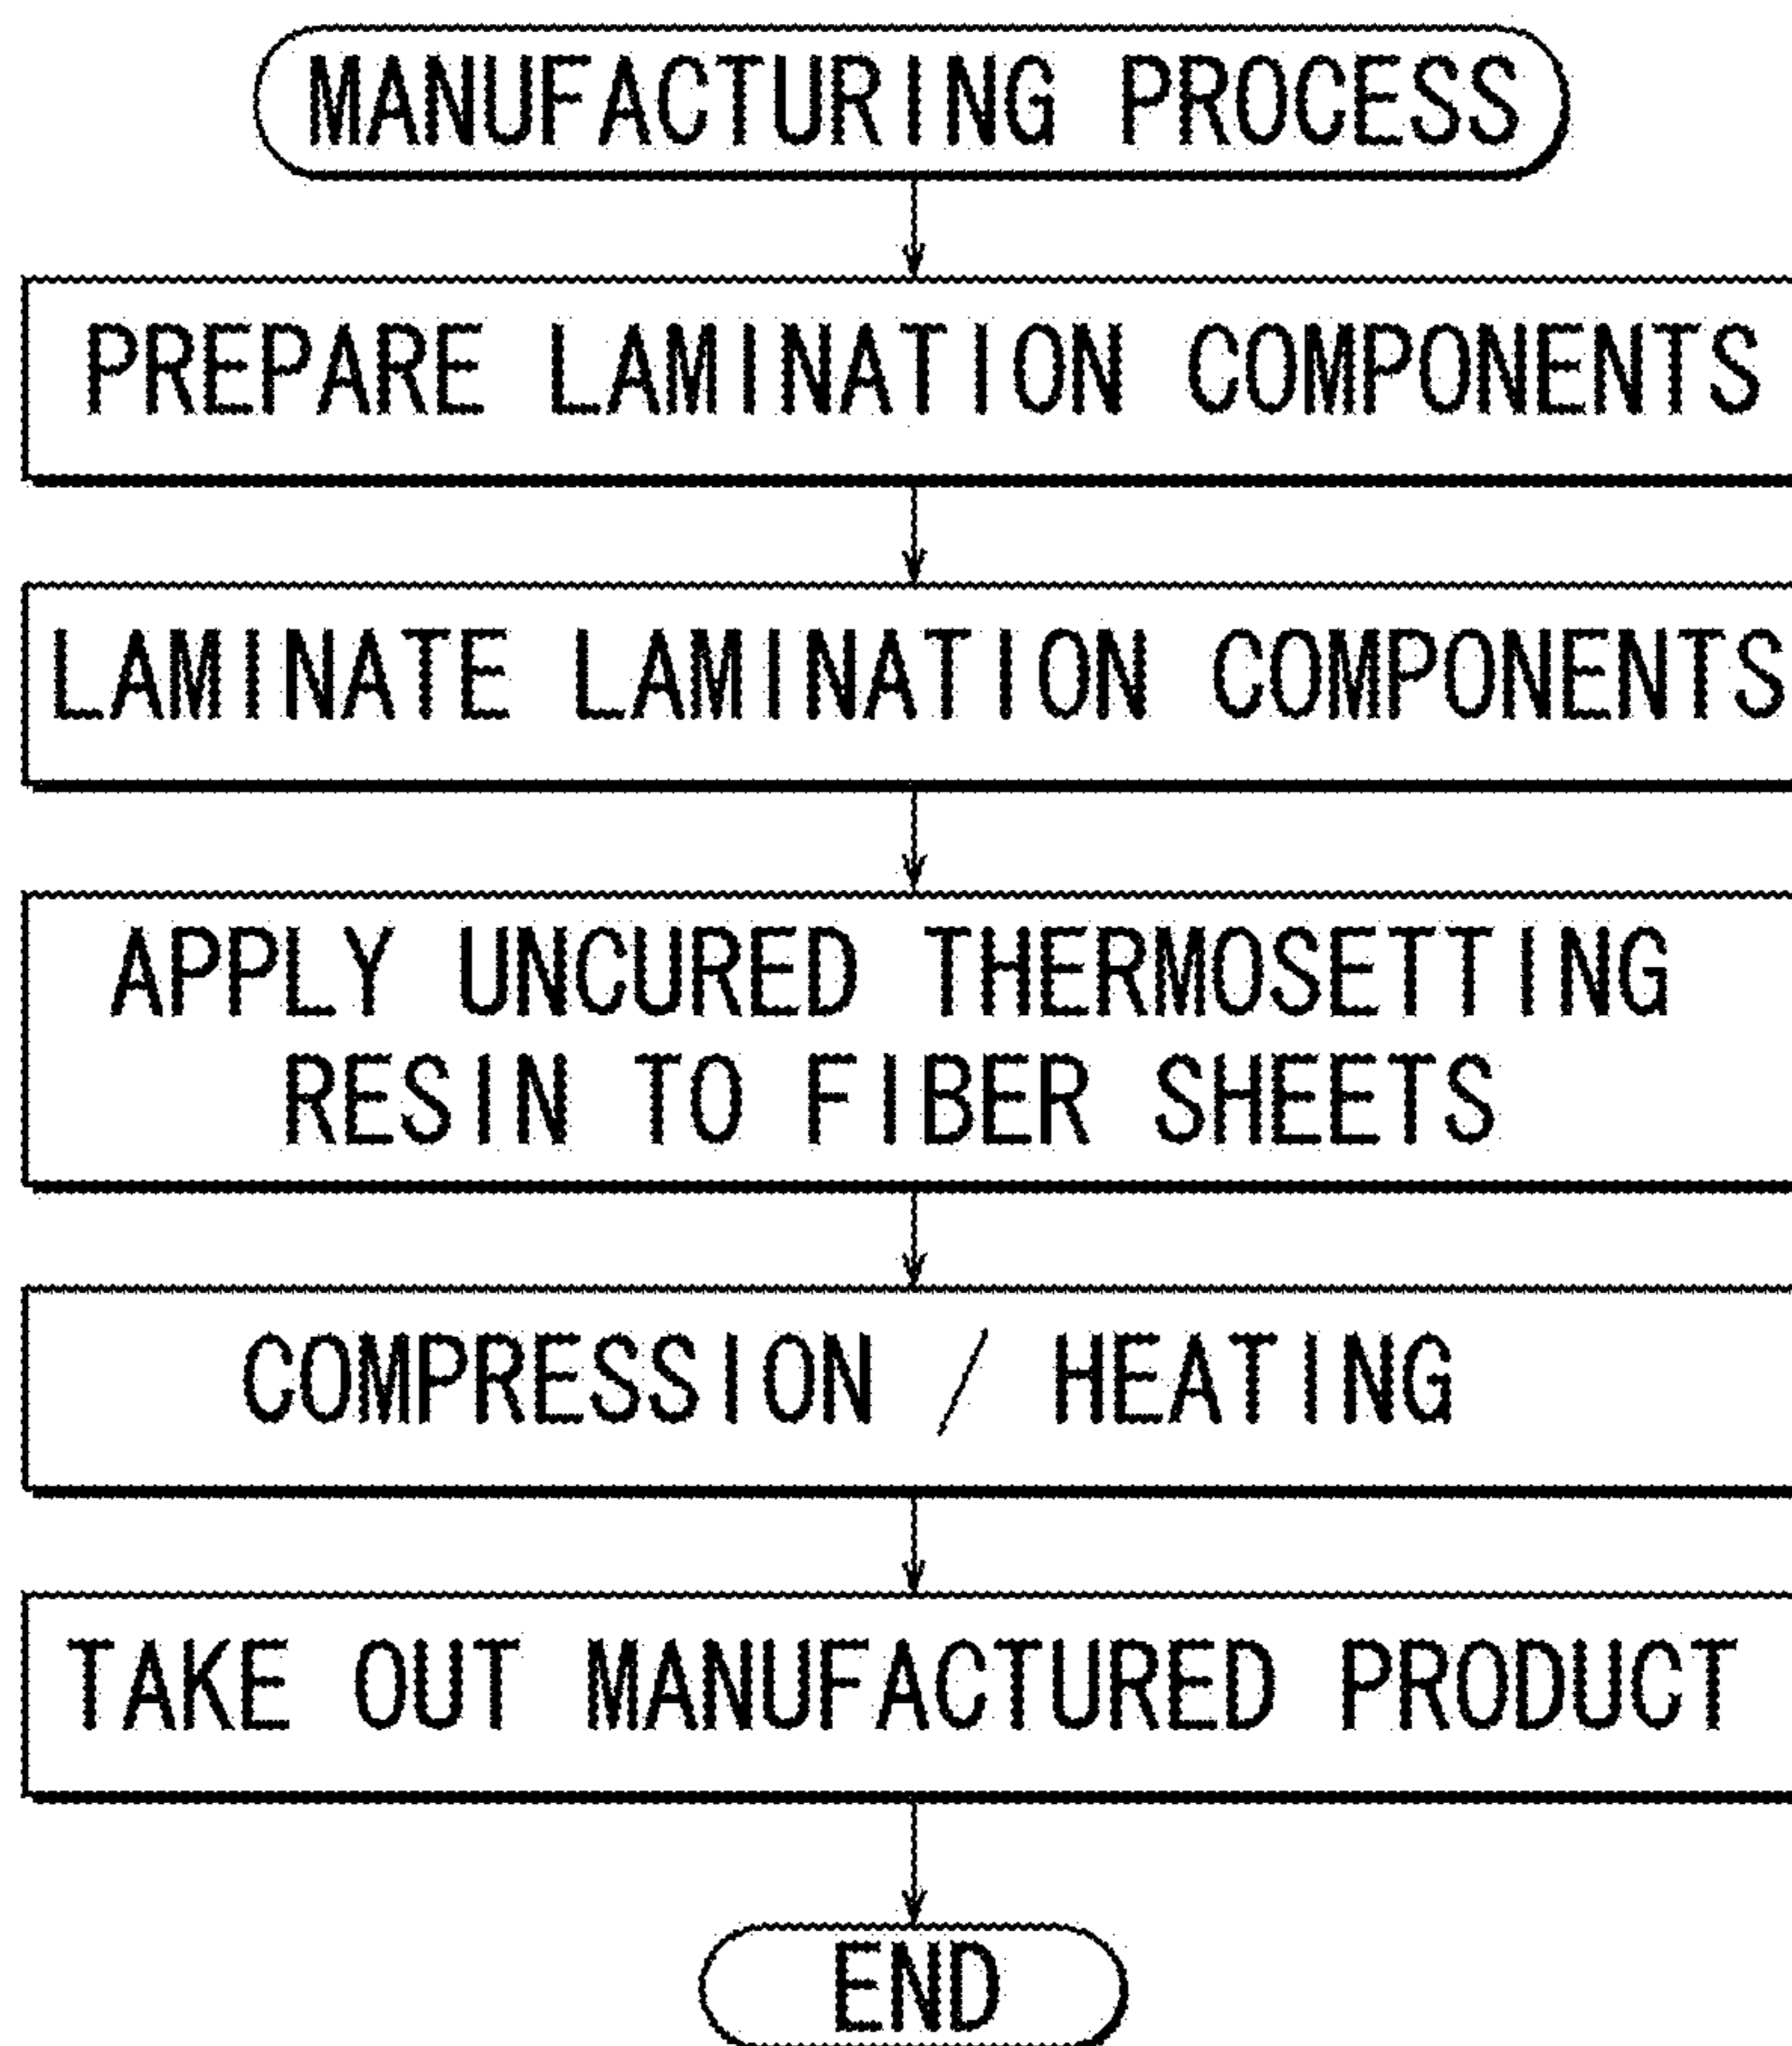 MANUFACTURING PROCESS
PREPARE LAMINATION COMPONENTS
LAMINATE LAMINATION COMPONENTS
APPLY UNCURED THERMOSETTING
RESIN TO FIBER SHEETS
COMPRESSION / HEATING
TAKE OUT MANUFACTURED PRODUCT
END